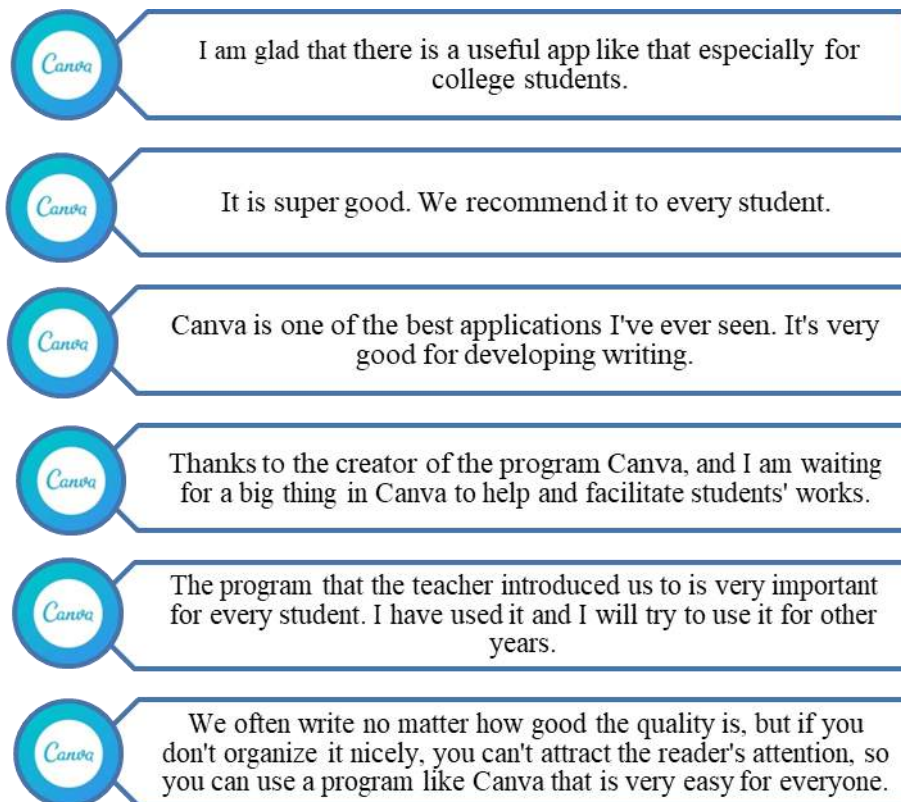 Canva
I am glad that there is a useful app like that especially for
college students.
Canva
It is super good. We recommend it to every student.
Canva
Canva is one of the best applications I've ever seen. It's very
good for developing writing.
Canva
Thanks to the creator of the program Canva, and I am waiting
for a big thing in Canva to help and facilitate students' works.
Canva
The program that the teacher introduced us to is very important
for every student. I have used it and I will try to use it for other
years.
Canva
We often write no matter how good the quality is, but if you
don't organize it nicely, you can't attract the reader's attention, so
you can use a program like Canva that is very easy for everyone.